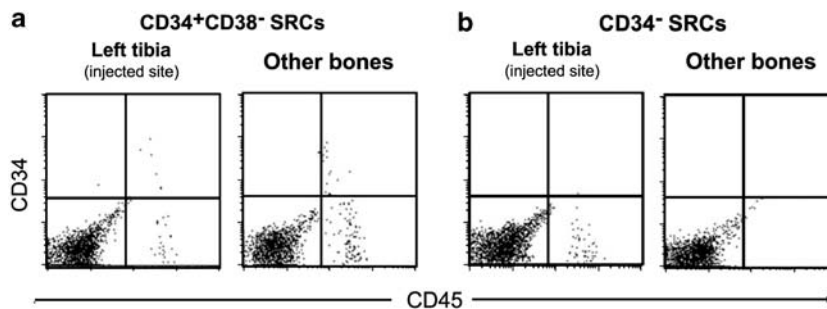 a
CD34+CD38- SRCs
Left tibia
(injected site)
Other bones
b
CD34- SRCs
Left tibia
(injected site)
Other bones
CD34
CD45